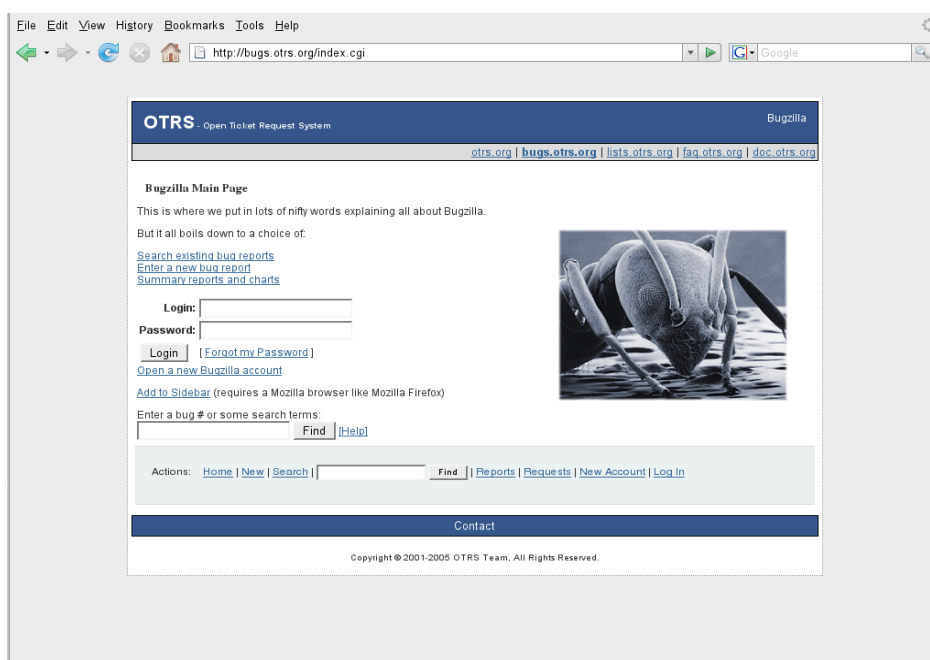 File Edit View History Bookmarks Tools Help
http://bugs.otrs.org/index.cgi
G Google
OTRS - Open Ticket Request System
Bugzilla
otrs.org | bugs.otrs.org | lists.otrs.org | faq.otrs.org | doc.otrs.org
Bugzilla Main Page
This is where we put in lots of nifty words explaining all about Bugzilla.
But it all boils down to a choice of:
Search existing bug reports
Enter a new bug report
Summary reports and charts
Login:
Password:
Login [ Forgot my Password ]
Open a new Bugzilla account
Add to Sidebar (requires a Mozilla browser like Mozilla Firefox)
Enter a bug # or some search terms:
Find [Help]
Actions: Home | New | Search | Find | Reports | Requests | New Account | Log In
Contact
Copyright © 2001-2005 OTRS Team, All Rights Reserved.